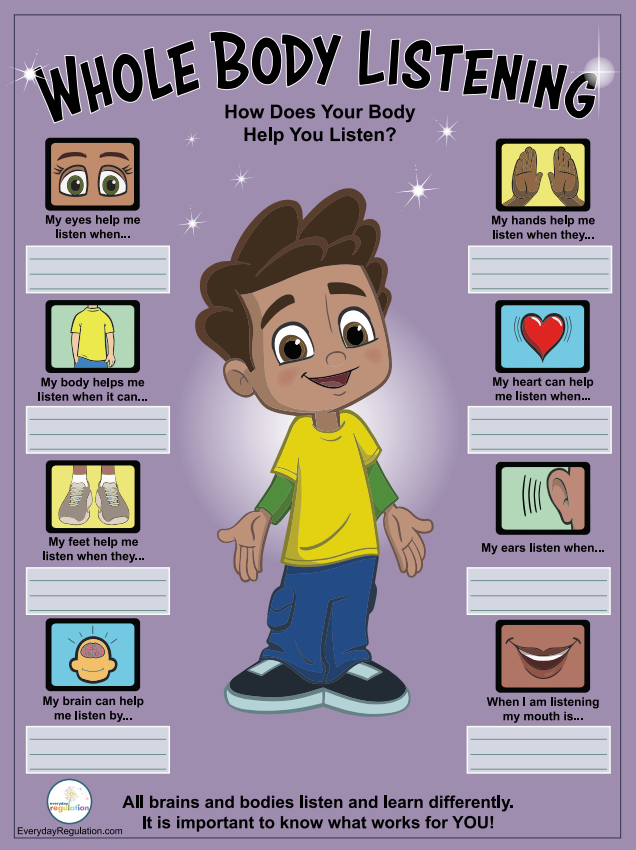 WHOLE BODY LISTENING
How Does Your Body
Help You Listen?
My eyes help me
listen when...
My body helps me
listen when it can...
My feet help me
listen when they...
My brain can help
me listen by...
My hands help me
listen when they...
My heart can help
me listen when...
My ears listen when...
When I am listening
my mouth is...
everyday
regulation
EverydayRegulation.com
All brains and bodies listen and learn differently.
It is important to know what works for YOU!